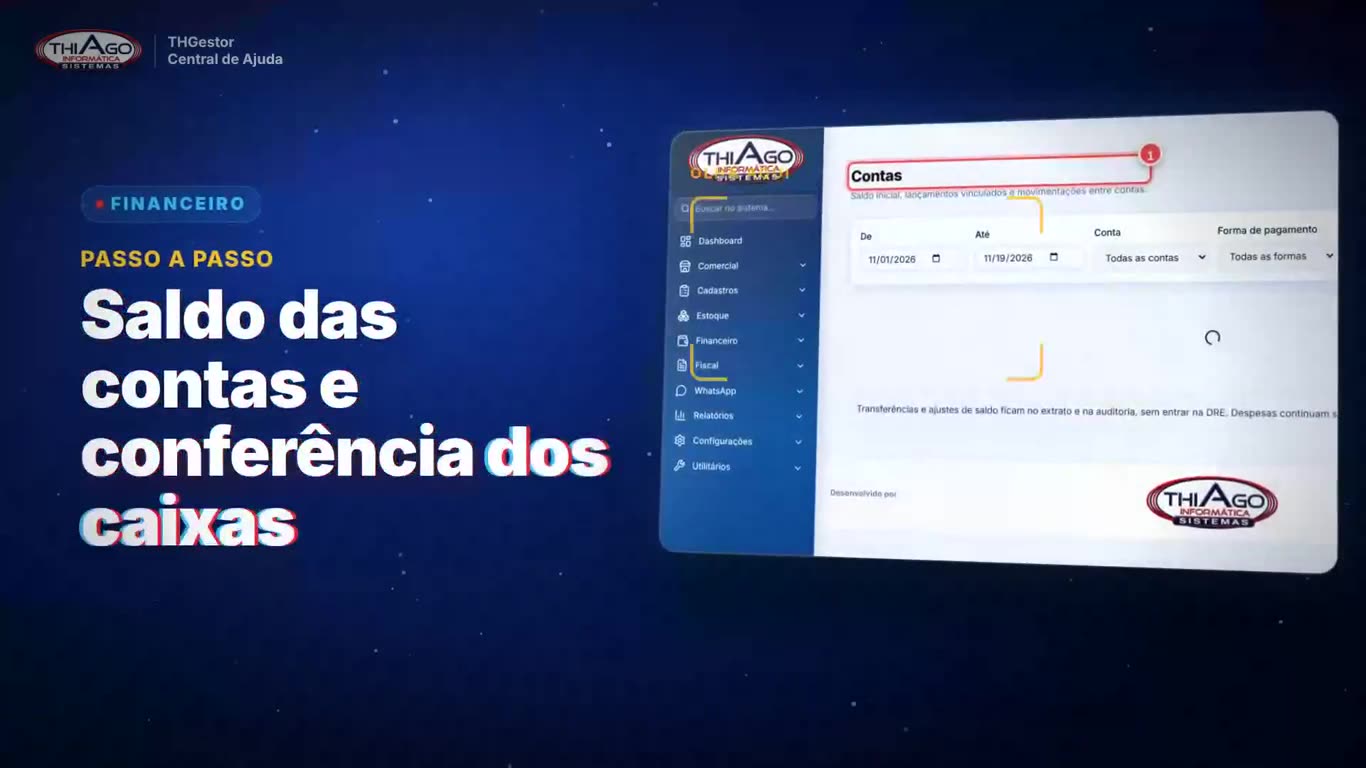 THIAGO
INFORMÁTICA
SISTEMAS
THGestor
Central de Ajuda
FINANCEIRO
PASSO A PASSO
Saldo das
contas e
conferência dos
caixas
THIAGO
INFORMÁTICA
SISTEMAS
Buscar no sistema...
Dashboard
Comercial
Cadastros
Estoque
Financeiro
Fiscal
WhatsApp
Relatórios
Configurações
Utilitários
1
Contas
Saldo inicial, lançamentos vinculados e movimentações entre contas.
De
Até
Conta
Forma de pagamento
11/01/2026
11/19/2026
Todas as contas
Todas as formas
Transferências e ajustes de saldo ficam no extrato e na auditoria, sem entrar na DRE. Despesas continuam s
Desenvolvido por
THIAGO
INFORMÁTICA
SISTEMAS